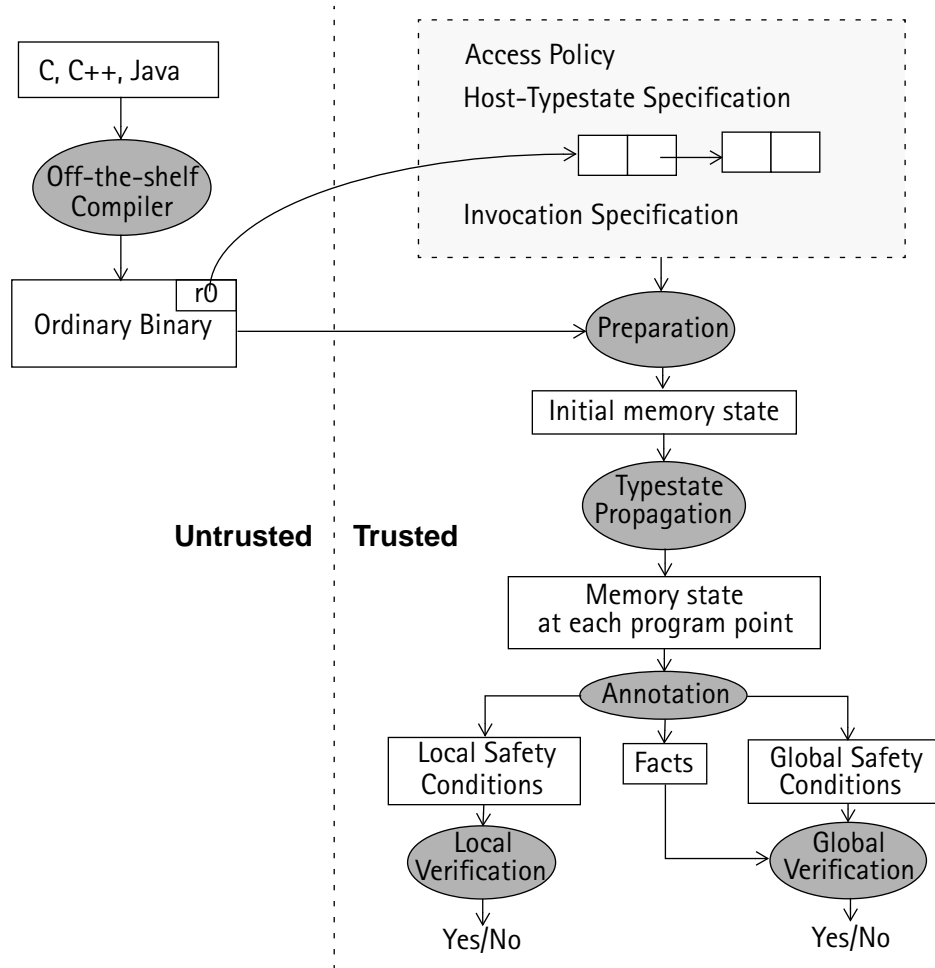 C, C++, Java
Off-the-shelf
Compiler
r0
Ordinary Binary
Access Policy
Host-Typestate Specification
Invocation Specification
Preparation
Initial memory state
Typestate
Propagation
Untrusted
Trusted
Memory state
at each program point
Annotation
Local Safety
Conditions
Facts
Global Safety
Conditions
Local
Verification
Global
Verification
Yes/No
Yes/No